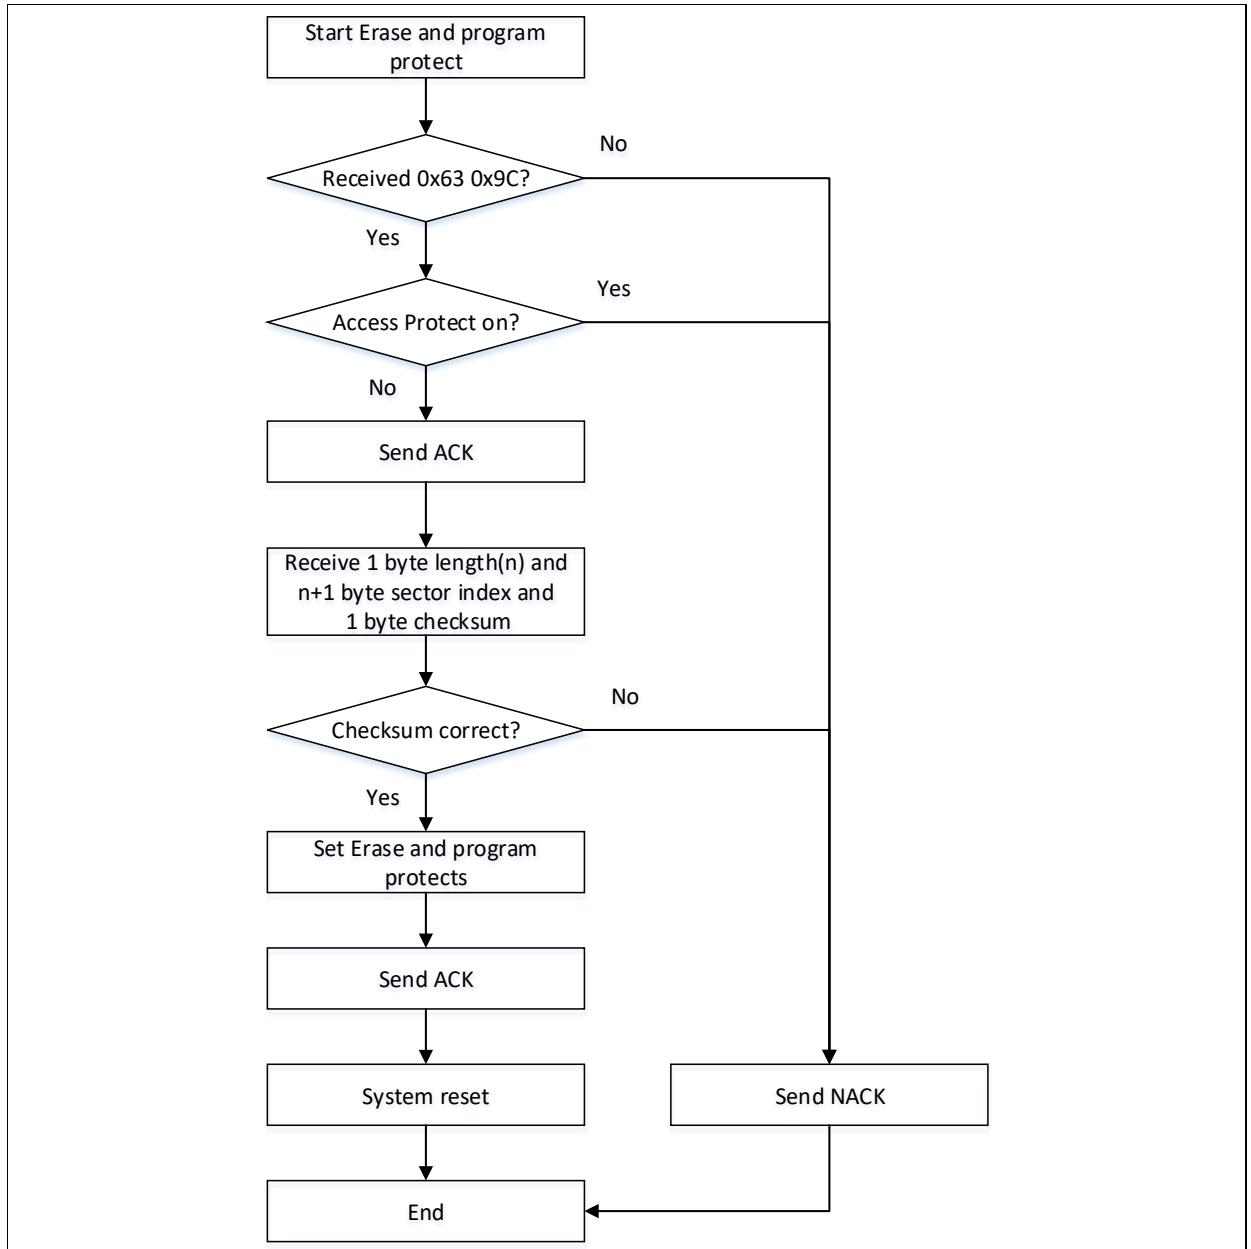 Start Erase and program
protect
No
Received 0x63 0x9C?
Yes
Yes
Access Protect on?
No
Send ACK
Receive 1 byte length(n) and
n+1 byte sector index and
1 byte checksum
No
Checksum correct?
Yes
Set Erase and program
protects
Send ACK
System reset
Send NACK
End